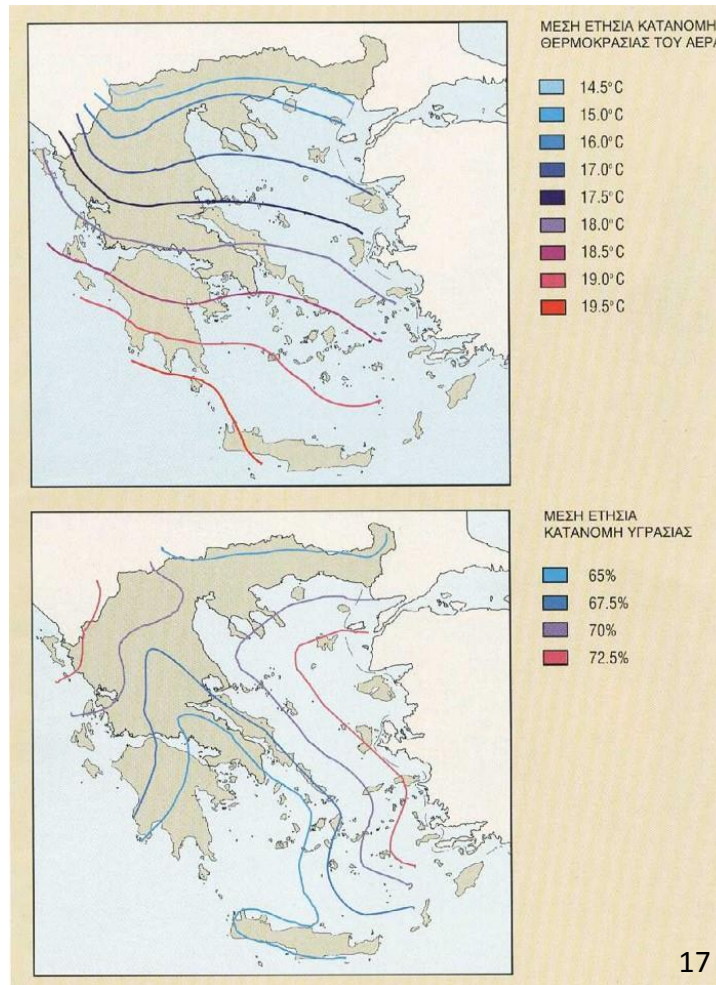 ΜΕΣΗ ΕΤΗΣΙΑ ΚΑΤΑΝΟΜΗ
ΘΕΡΜΟΚΡΑΣΙΑΣ ΤΟΥ ΑΕΡΑ
14.5°C
15.0°C
16.0°C
17.0°C
17.5°C
18.0°C
18.5°C
19.0°C
19.5°C
ΜΕΣΗ ΕΤΗΣΙΑ
ΚΑΤΑΝΟΜΗ ΥΓΡΑΣΙΑΣ
65%
67.5%
70%
72.5%
17